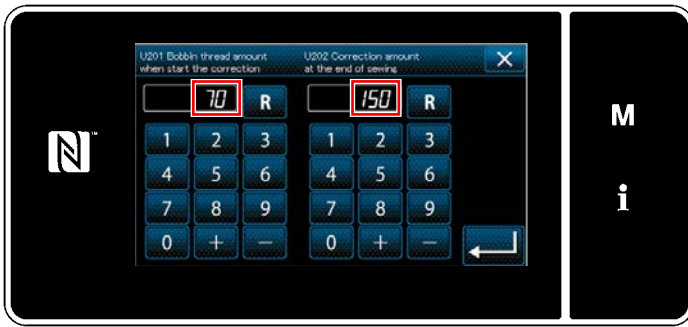 U201 Bobbin thread amount
when start the correction
U202 Correction amount
at the end of sewing
X
70
R
150
R
1 2 3
1 2 3
4 5 6
4 5 6
7 8 9
7 8 9
0 + −
0 + −
N™
M
i